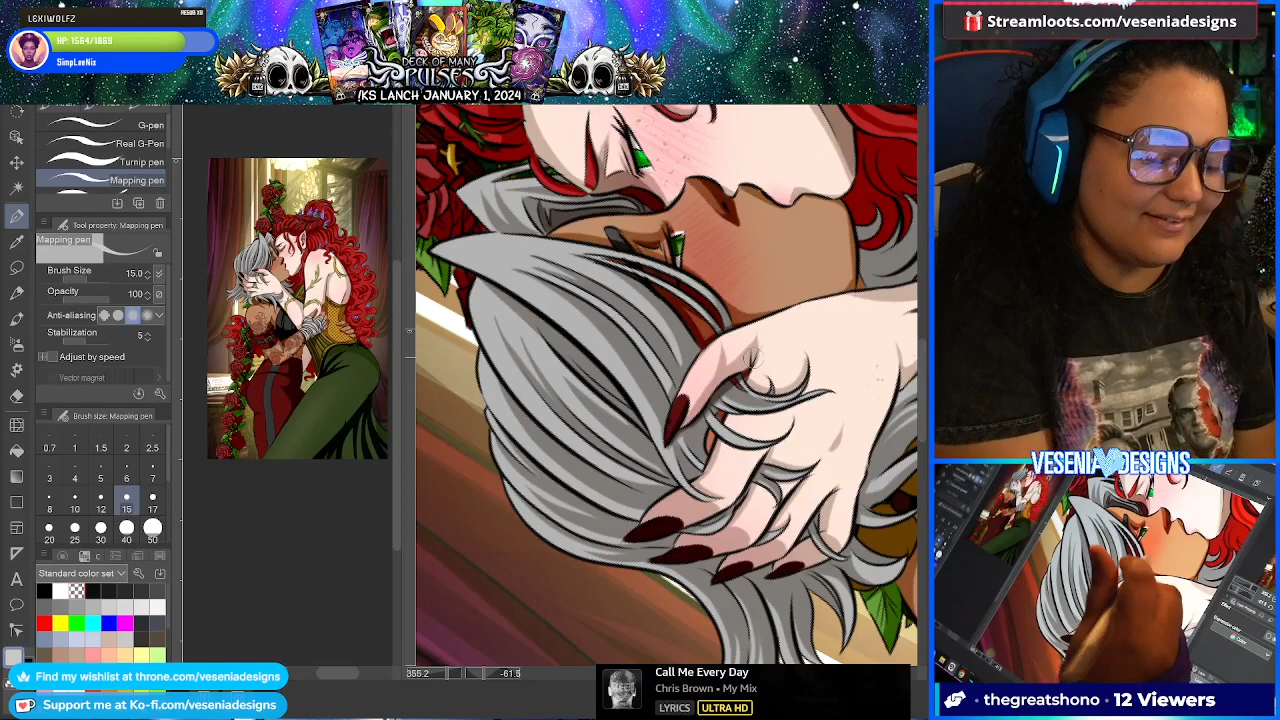 LEXIWOLFZ
HP: 1564/1869
SimpLeeNix
DECK OF MANY
PULSES
!KS LANCH JANUARY 1, 2024
Streamloots.com/veseniadesigns
G-pen
Real G-Pen
Turnip pen
Mapping pen
Tool property: Mapping pen
Mapping pen
Brush Size 15.0
Opacity 100
Anti-aliasing
Stabilization
5
Adjust by speed
Vector magnet
Brush size: Mapping pen
0.7 1 1.5 2 2.5
3 4 5 6 7
8 10 12 15 17
20 25 30 40 50
Standard color set
355.2 -61.5
Find my wishlist at throne.com/veseniadesigns
Support me at Ko-fi.com/veseniadesigns
Call Me Every Day
Chris Brown • My Mix
LYRICS ULTRA HD
VESENIA DESIGNS
thegreatshono • 12 Viewers